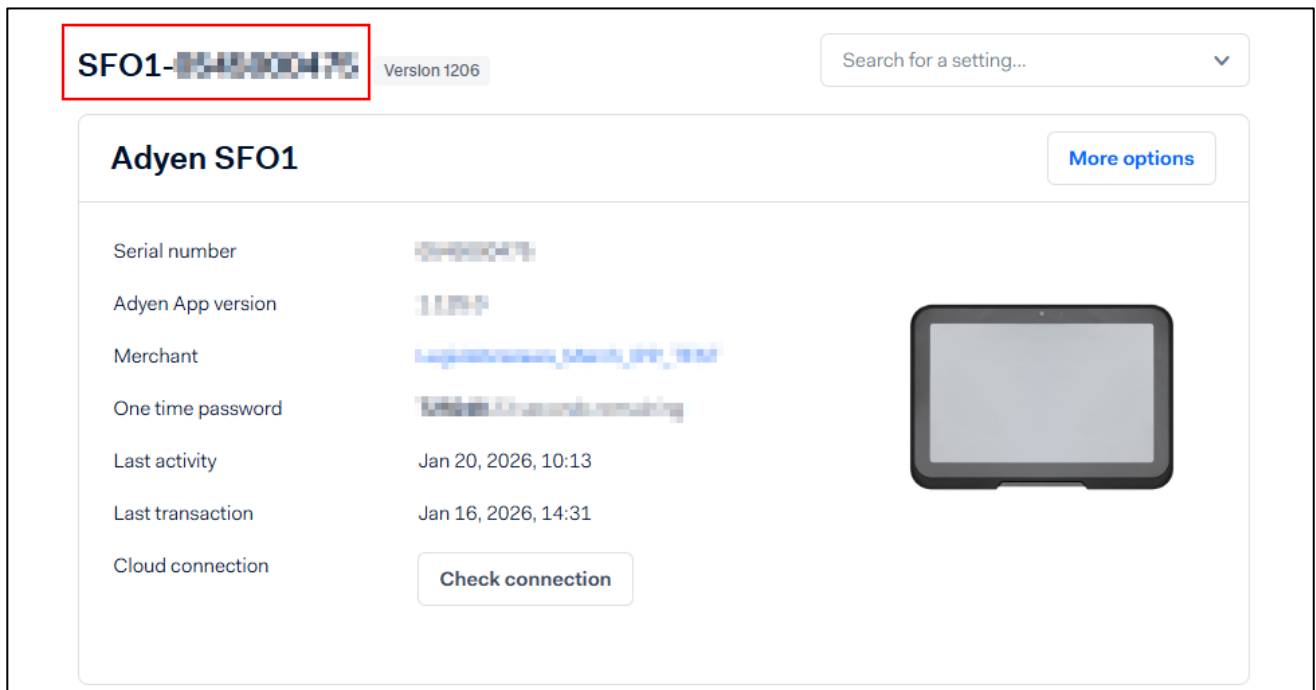 SFO1-
Version 1206
Search for a setting...
Adyen SFO1
More options
Serial number
Adyen App version
Merchant
One time password
Last activity Jan 20, 2026, 10:13
Last transaction Jan 16, 2026, 14:31
Cloud connection Check connection